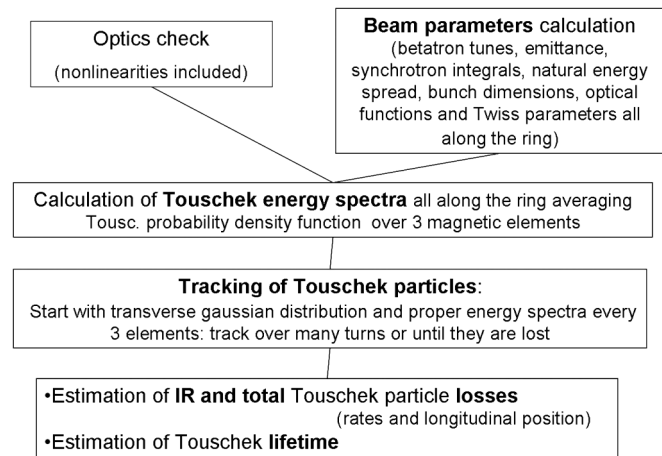 Optics check
(nonlinearities included)
Beam parameters calculation
(betatron tunes, emittance,
synchrotron integrals, natural energy
spread, bunch dimensions, optical
functions and Twiss parameters all
along the ring)
Calculation of Touschek energy spectra all along the ring averaging
Tousc. probability density function over 3 magnetic elements
Tracking of Touschek particles:
Start with transverse gaussian distribution and proper energy spectra every
3 elements: track over many turns or until they are lost
•Estimation of IR and total Touschek particle losses
(rates and longitudinal position)
•Estimation of Touschek lifetime